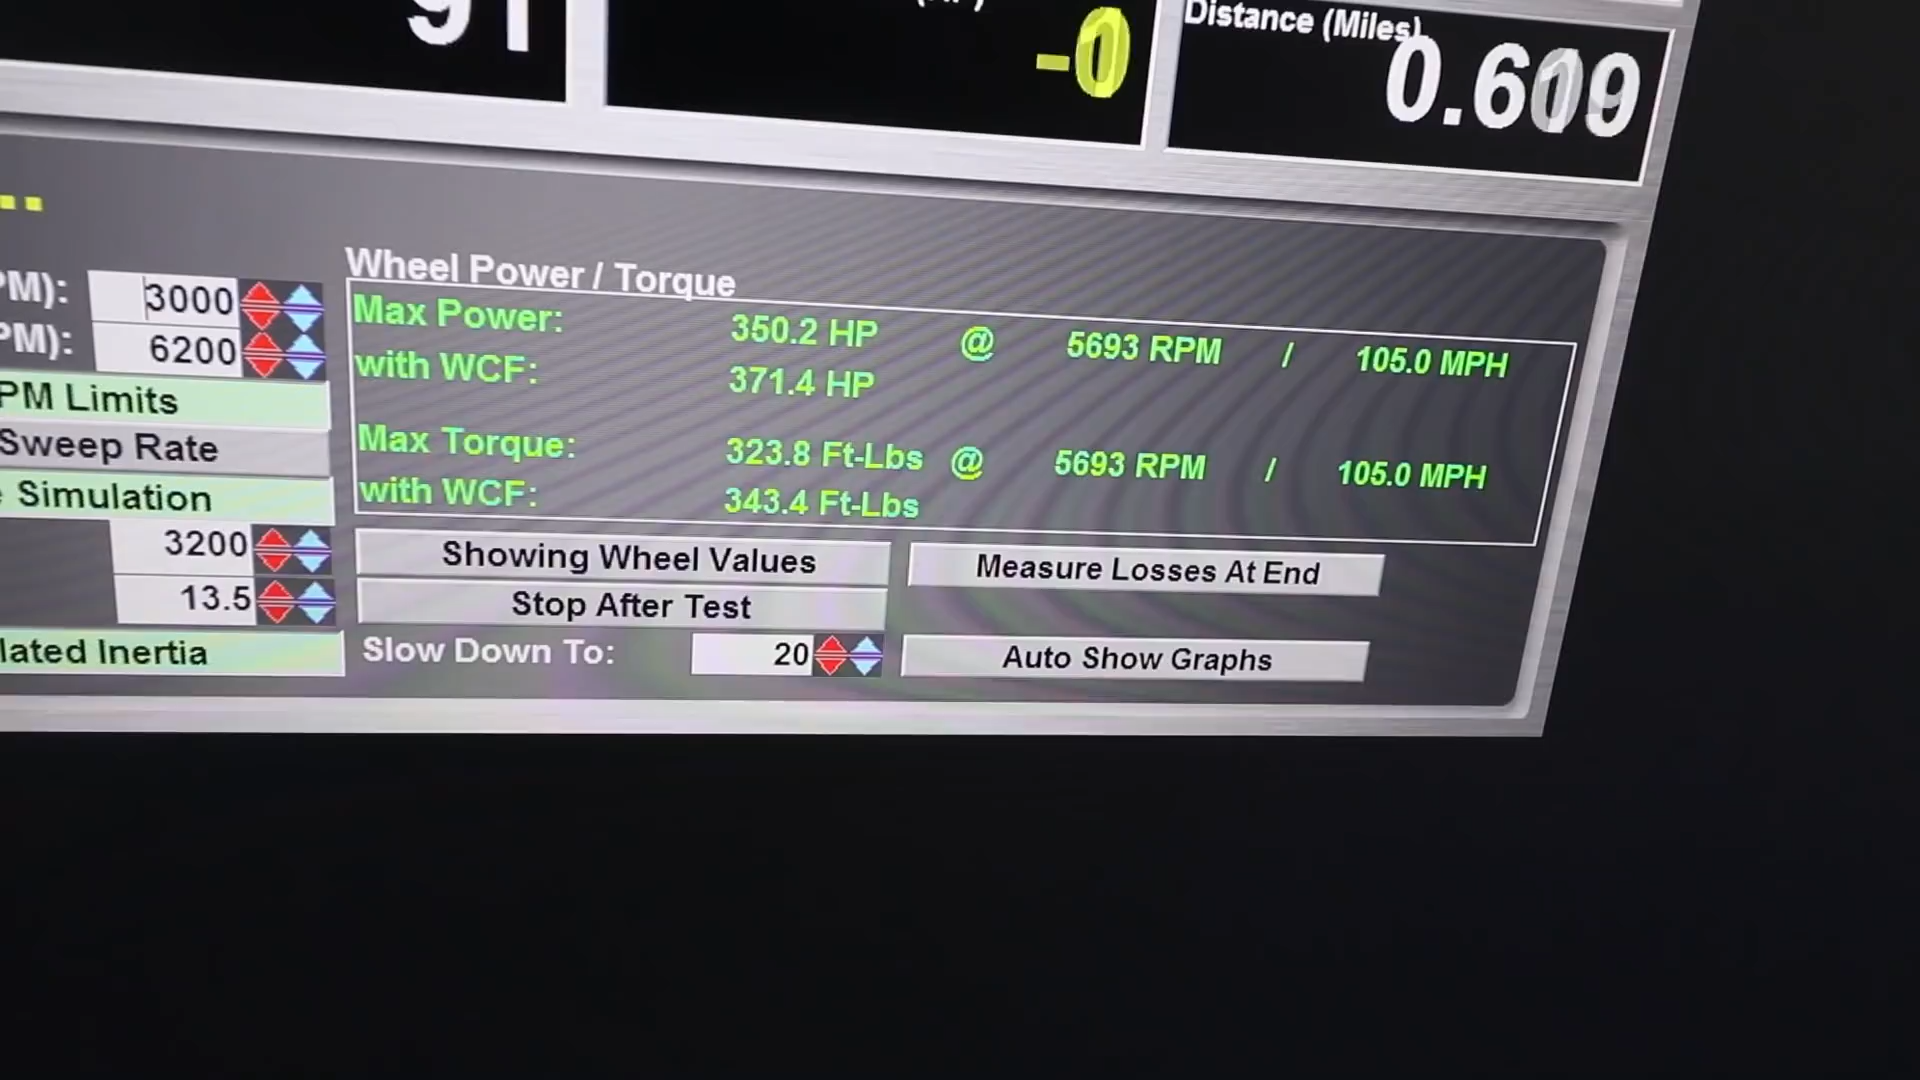 91
-0
Distance (Miles)
0.609
Wheel Power / Torque
PM): 3000
PM): 6200
PM Limits
Sweep Rate
Simulation
3200
13.5
lated Inertia
Max Power: 350.2 HP @ 5693 RPM / 105.0 MPH
with WCF: 371.4 HP
Max Torque: 323.8 Ft-Lbs @ 5693 RPM / 105.0 MPH
with WCF: 343.4 Ft-Lbs
Showing Wheel Values
Measure Losses At End
Stop After Test
Slow Down To: 20
Auto Show Graphs